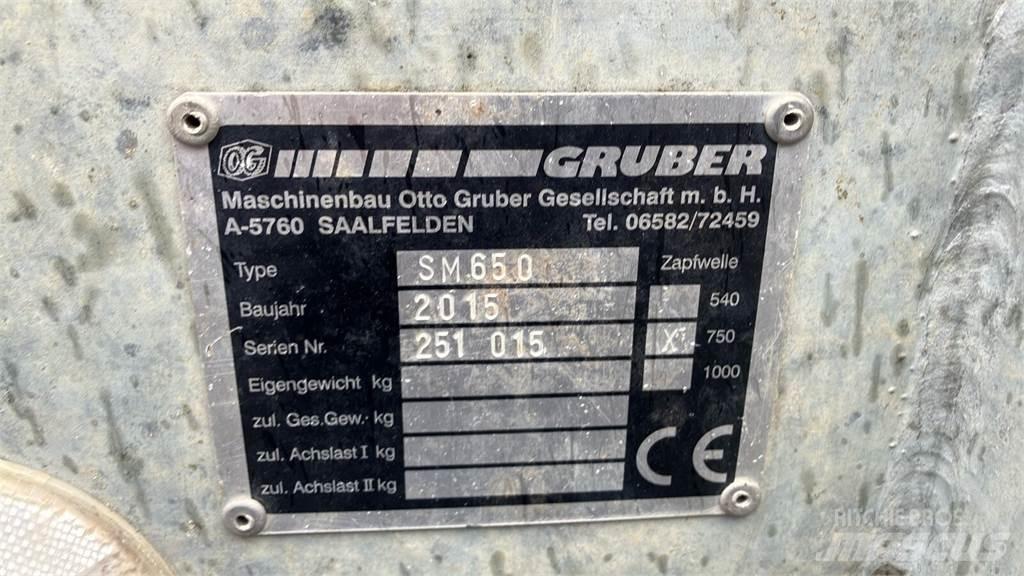 OG GRUBER
Maschinenbau Otto Gruber Gesellschaft m. b. H.
A-5760 SAALFELDEN Tel. 06582/72459
Type SM650 Zapfwelle
Baujahr 2015 540
Serien Nr. 251 015 X 750
Eigengewicht kg 1000
zul. Ges.Gew. kg
zul. Achslast I kg
zul. Achslast II kg
CE
MASCUS